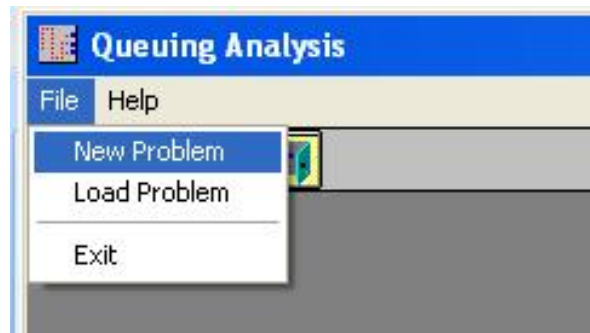 Queuing Analysis
File Help
New Problem
Load Problem
Exit